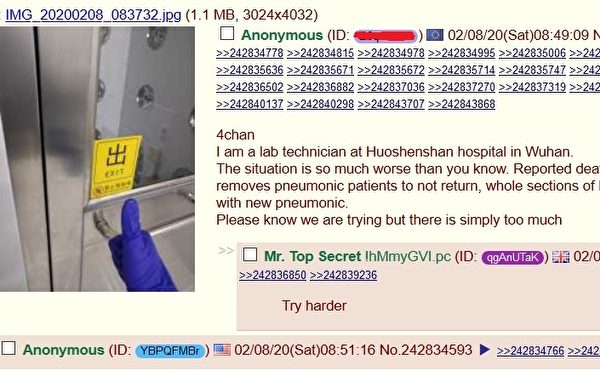 : IMG_20200208_083732.jpg (1.1 MB, 3024x4032)
出
EXIT
Anonymous (ID: ) 02/08/20(Sat)08:49:09
>>242834778 >>242834815 >>242834978 >>242834995 >>242835006
>>242835636 >>242835671 >>242835672 >>242835714 >>242835747
>>242836502 >>242836882 >>242837036 >>242837270 >>242837319
>>242840137 >>242840298 >>242843707 >>242843868
4chan
I am a lab technician at Huoshenshan hospital in Wuhan.
The situation is so much worse than you know. Reported dea
removes pneumonic patients to not return, whole sections of
with new pneumonic.
Please know we are trying but there is simply too much
>> Mr. Top Secret !hMmyGVI.pc (ID: qgAnUTaK) 02/0
>>242836850 >>242839236
Try harder
Anonymous (ID: YBPQFMBr) 02/08/20(Sat)08:51:16 No.242834593 ▶ >>242834766 >>242